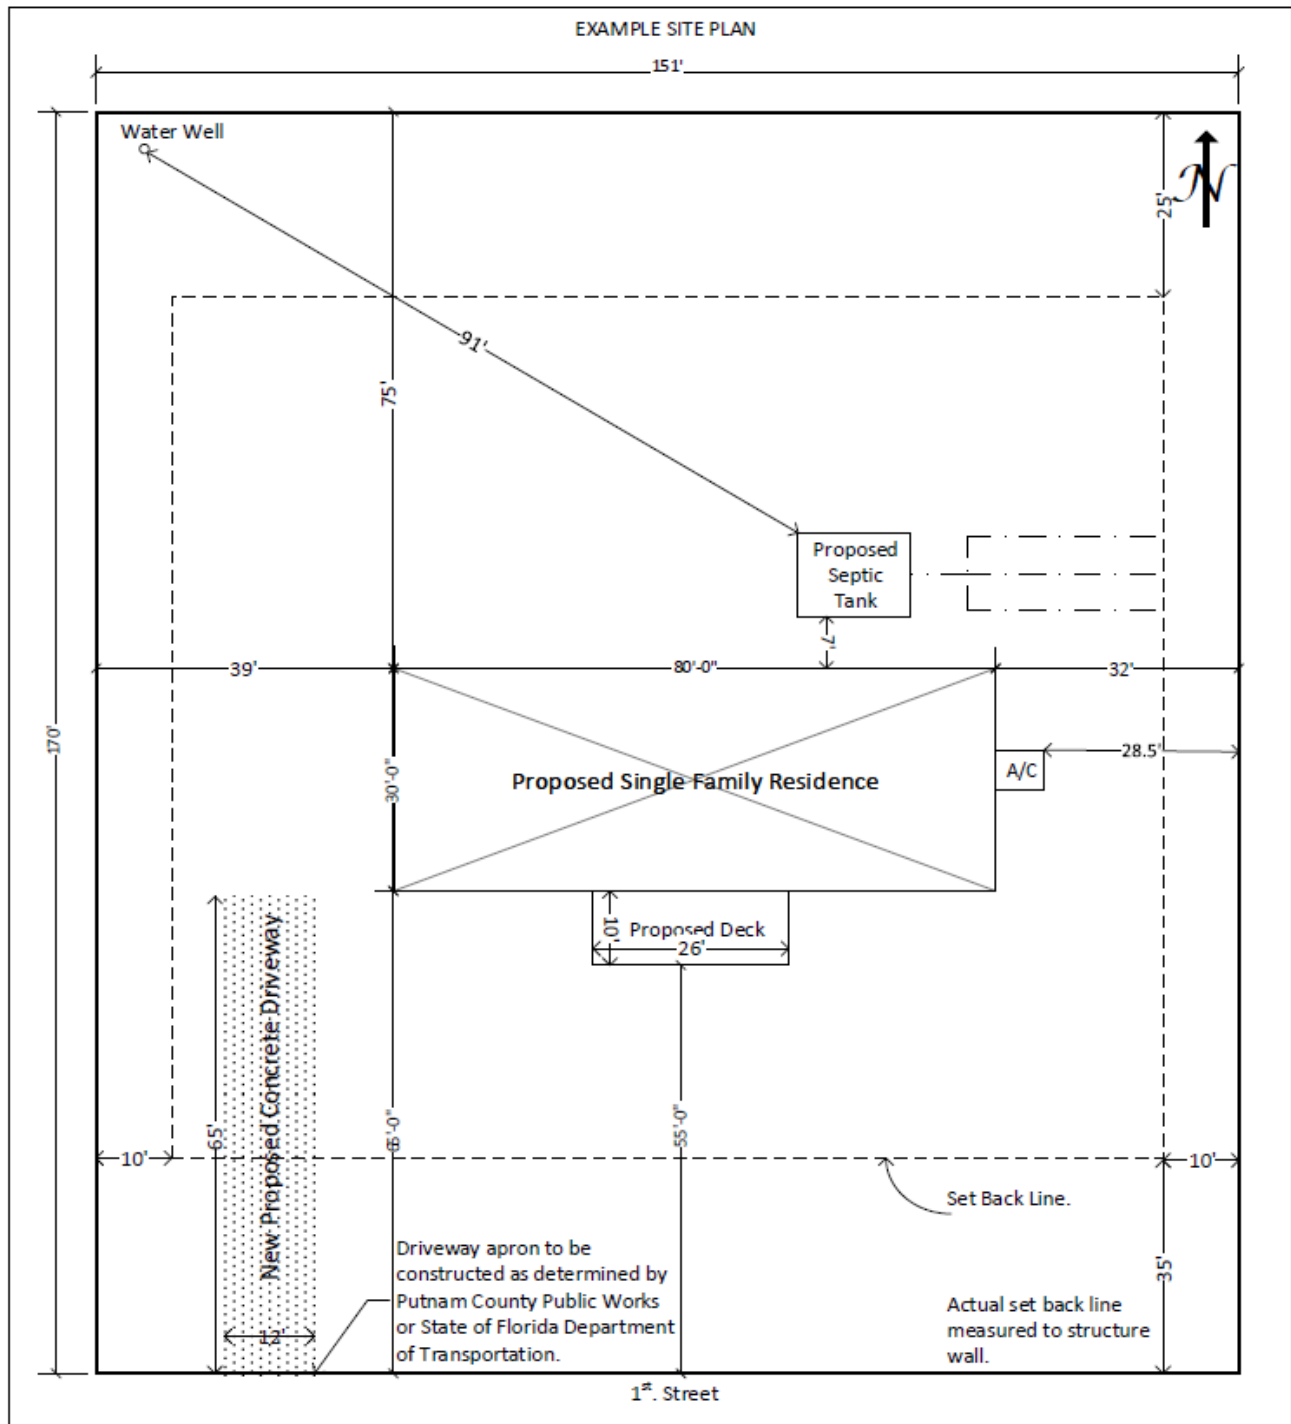 EXAMPLE SITE PLAN
151'
Water Well
N
25'
91'
75'
Proposed
Septic
Tank
7'
39'
80'-0"
32'
170'
28.5'
A/C
30'-0"
Proposed Single Family Residence
10'
Proposed Deck
26'
New Proposed Concrete Driveway
65'
66'-0"
55'-0"
10'
10'
Set Back Line.
Driveway apron to be
constructed as determined by
Putnam County Public Works
or State of Florida Department
of Transportation.
35'
Actual set back line
measured to structure
wall.
12'
1st. Street